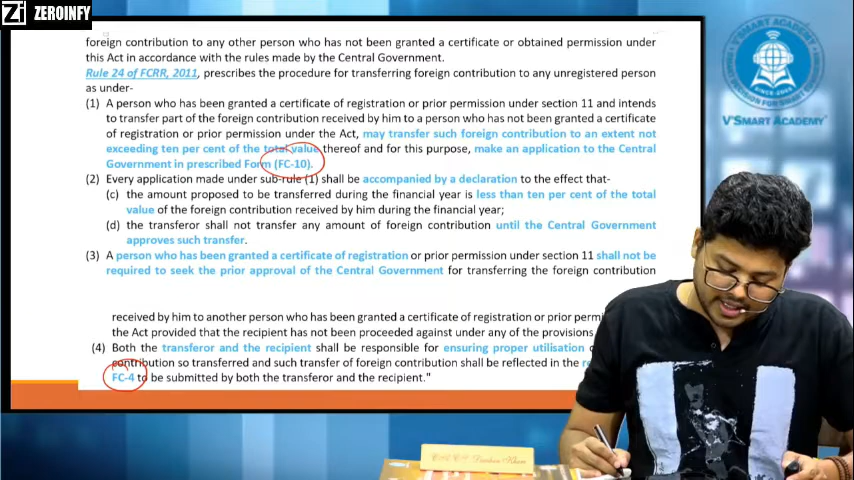 Zi ZEROINFY
foreign contribution to any other person who has not been granted a certificate or obtained permission under
this Act in accordance with the rules made by the Central Government.
Rule 24 of FCRR, 2011, prescribes the procedure for transferring foreign contribution to any unregistered person
as under-
(1) A person who has been granted a certificate of registration or prior permission under section 11 and intends
to transfer part of the foreign contribution received by him to a person who has not been granted a certificate
of registration or prior permission under the Act, may transfer such foreign contribution to an extent not
exceeding ten per cent of the total value thereof and for this purpose, make an application to the Central
Government in prescribed Form (FC-10).
(2) Every application made under sub-rule (1) shall be accompanied by a declaration to the effect that-
(c) the amount proposed to be transferred during the financial year is less than ten per cent of the total
value of the foreign contribution received by him during the financial year;
(d) the transferor shall not transfer any amount of foreign contribution until the Central Government
approves such transfer.
(3) A person who has been granted a certificate of registration or prior permission under section 11 shall not be
required to seek the prior approval of the Central Government for transferring the foreign contribution
received by him to another person who has been granted a certificate of registration or prior
the Act provided that the recipient has not been proceeded against under any of the provisions
(4) Both the transferor and the recipient shall be responsible for ensuring proper utilisation
contribution so transferred and such transfer of foreign contribution shall be reflected in the
FC-4 to be submitted by both the transferor and the recipient."
V'SMART ACADEMY
SINCE-2014
V'SMART ACADEMY